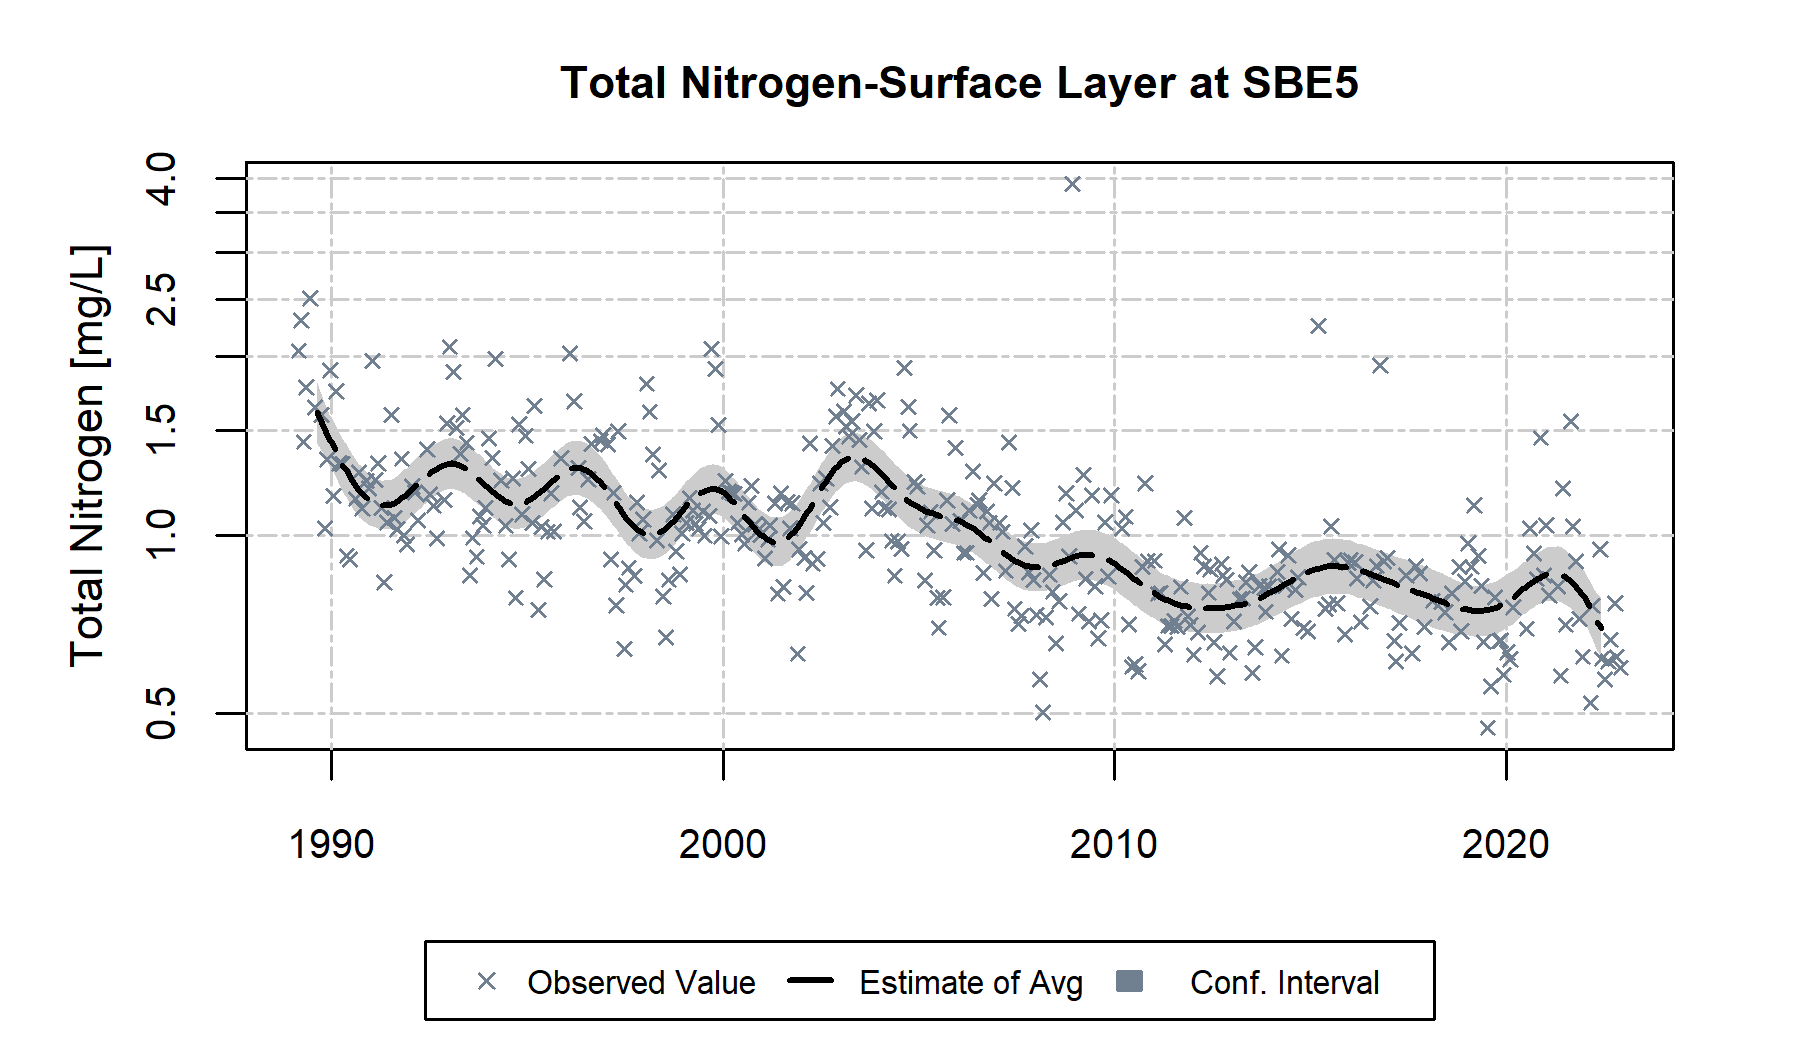 Total Nitrogen-Surface Layer at SBE5
Total Nitrogen [mg/L]
4.0
2.5
1.5
1.0
0.5
1990 2000 2010 2020
Observed Value Estimate of Avg Conf. Interval